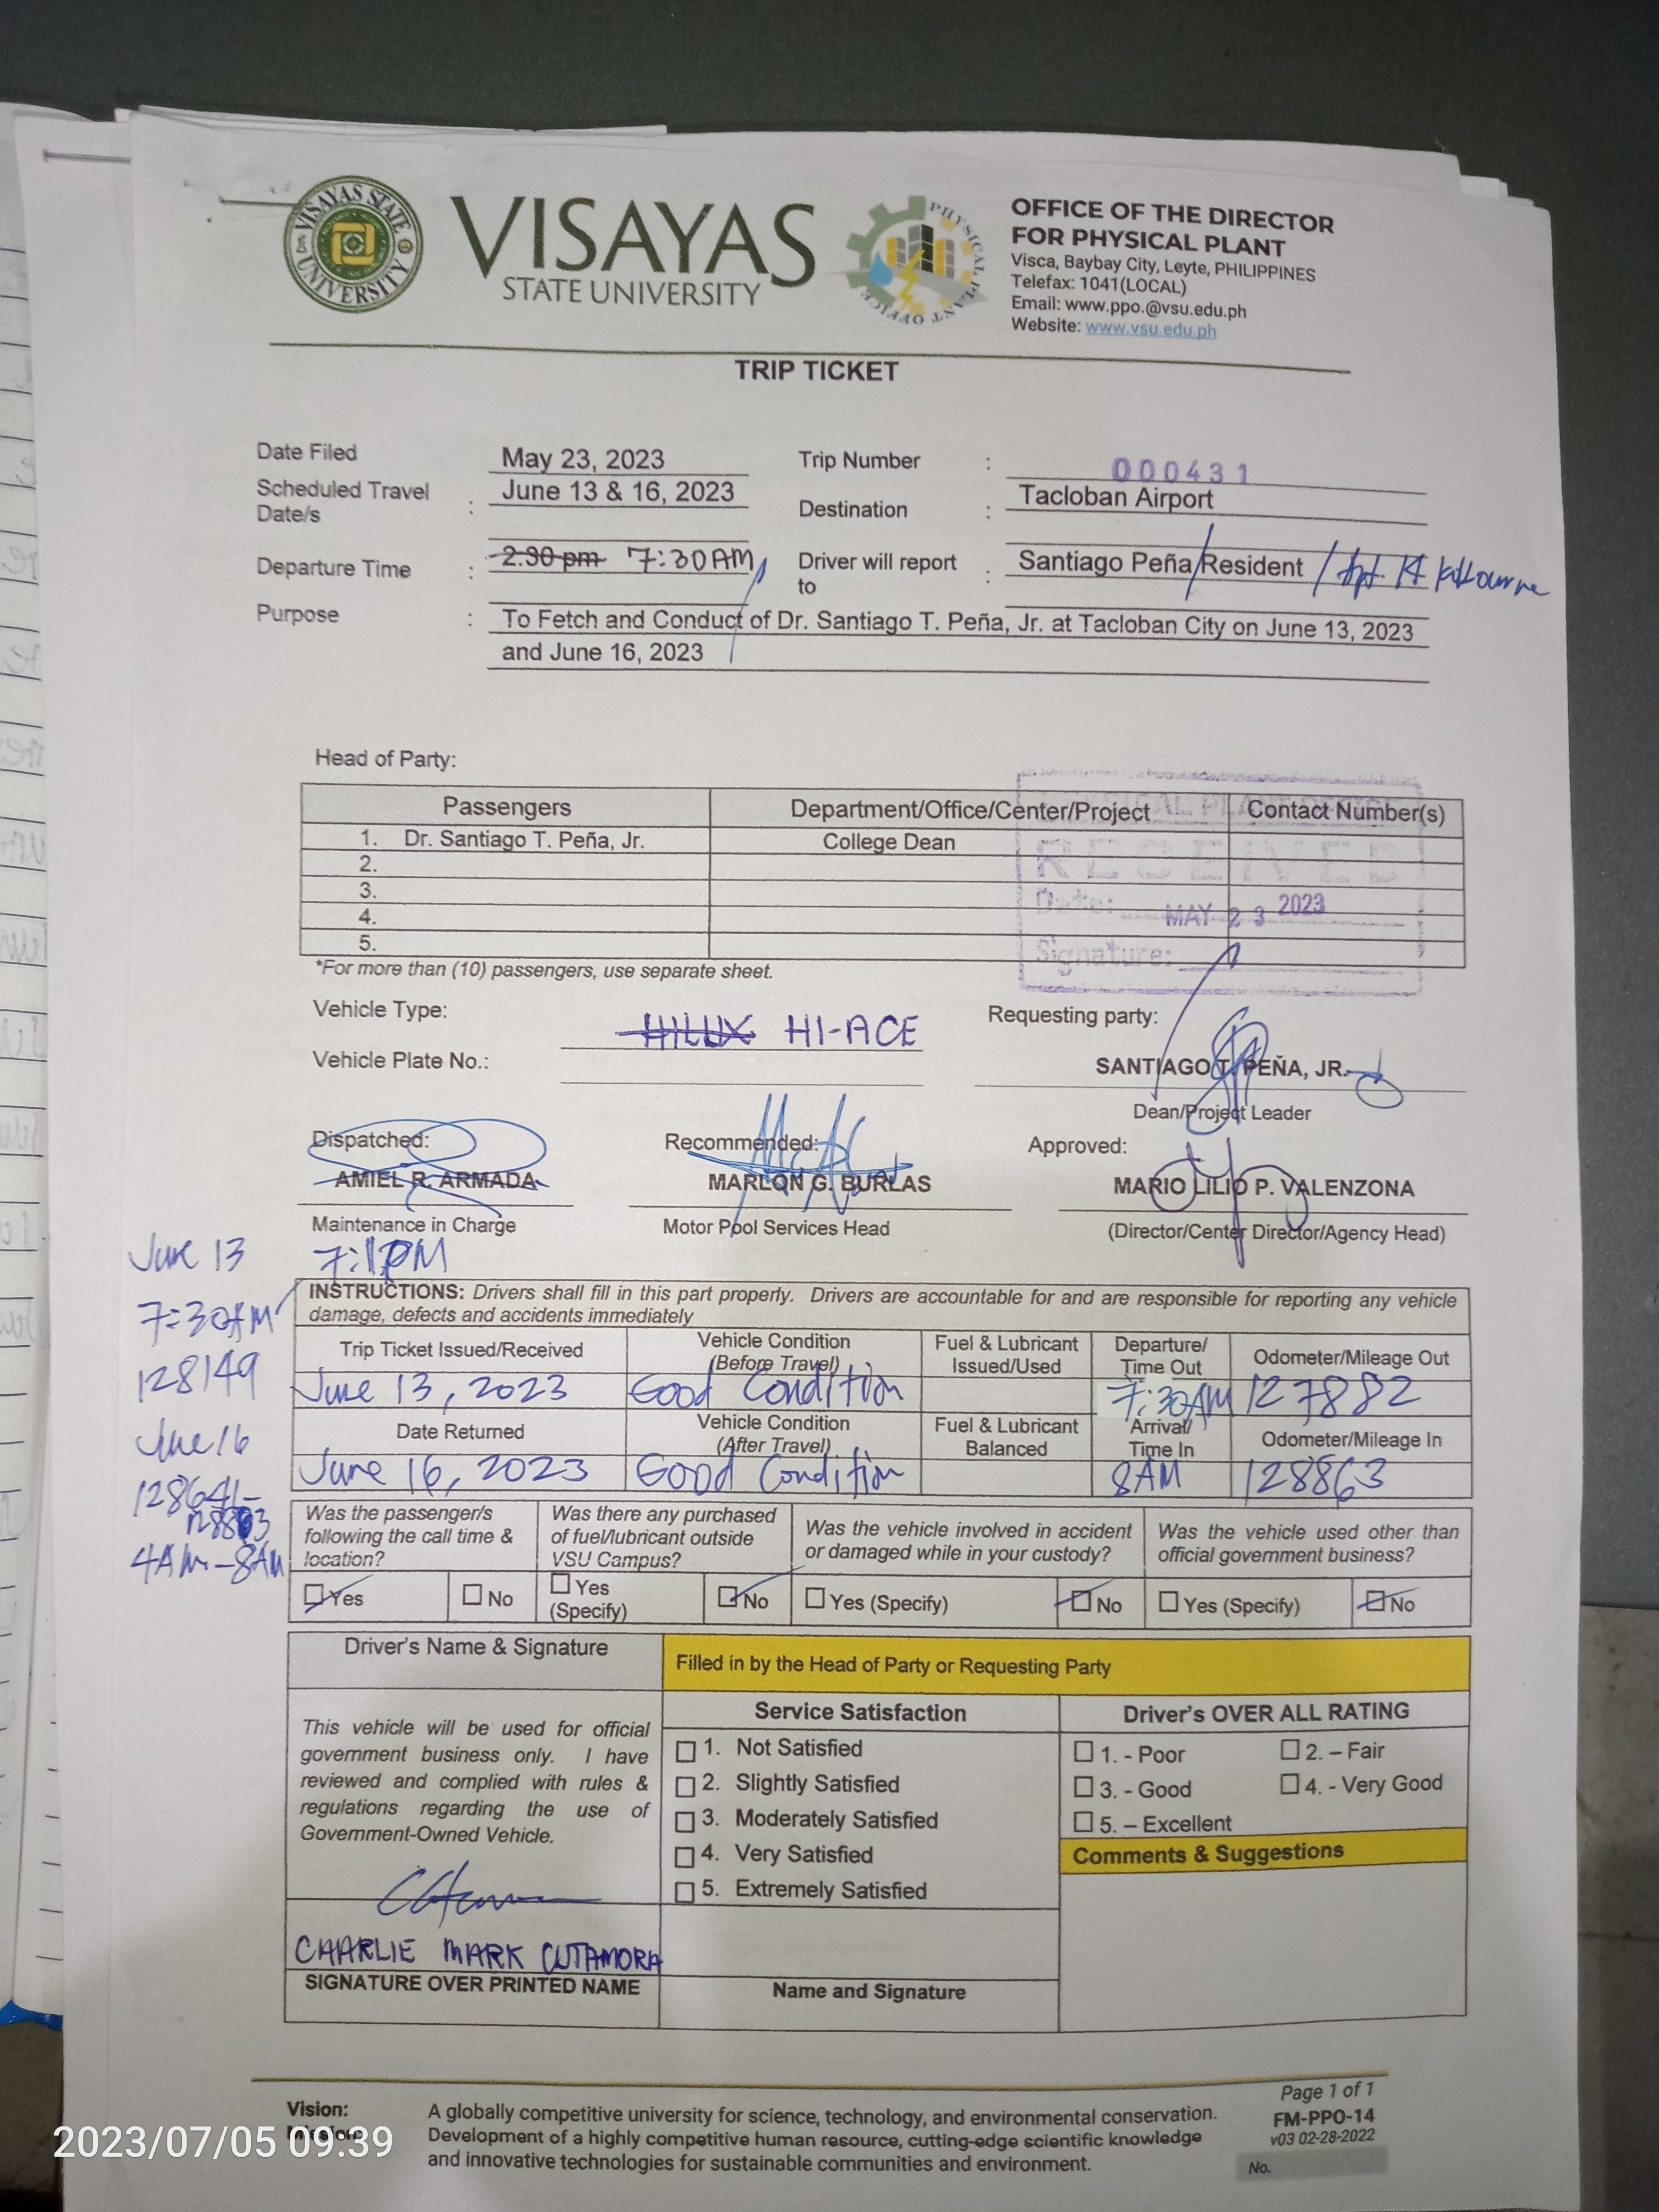 VISAYAS STATE UNIVERSITY
VISAYAS
STATE UNIVERSITY
PHYSICAL PLANT OFFICE
OFFICE OF THE DIRECTOR
FOR PHYSICAL PLANT
Visca, Baybay City, Leyte, PHILIPPINES
Telefax: 1041(LOCAL)
Email: www.ppo.@vsu.edu.ph
Website: www.vsu.edu.ph
TRIP TICKET
Date Filed May 23, 2023 Trip Number : 000431
Scheduled Travel Date/s : June 13 & 16, 2023 Destination : Tacloban Airport
Departure Time : 2.30 pm 7:30AM Driver will report to : Santiago Peña/Resident /
Purpose : To Fetch and Conduct of Dr. Santiago T. Peña, Jr. at Tacloban City on June 13, 2023
and June 16, 2023
Head of Party:
Passengers Department/Office/Center/Project Contact Number(s)
1. Dr. Santiago T. Peña, Jr. College Dean
2.
3.
4.
5.
RECEIVED
Date: MAY 23 2023
Signature:
*For more than (10) passengers, use separate sheet.
Vehicle Type: HILUX HI-ACE Requesting party:
Vehicle Plate No.: SANTIAGO T. PEÑA, JR.
Dean/Project Leader
Dispatched: Recommended: Approved:
AMIEL R. ARMADA MARLON G. BURLAS MARIO LILIO P. VALENZONA
Maintenance in Charge Motor Pool Services Head (Director/Center Director/Agency Head)
June 13
7:30AM
128149
June 16
4AM-8AM
INSTRUCTIONS: Drivers shall fill in this part properly. Drivers are accountable for and are responsible for reporting any vehicle
damage, defects and accidents immediately
Trip Ticket Issued/Received Vehicle Condition (Before Travel) Fuel & Lubricant Issued/Used Departure/ Time Out Odometer/Mileage Out
June 13, 2023 Good Condition 7:30AM 127882
Date Returned Vehicle Condition (After Travel) Fuel & Lubricant Balanced Arrival/ Time In Odometer/Mileage In
June 16, 2023 Good Condition 8AM 128863
Was the passenger/s following the call time & location? Was there any purchased of fuel/lubricant outside VSU Campus? Was the vehicle involved in accident or damaged while in your custody? Was the vehicle used other than official government business?
Yes No Yes (Specify) No Yes (Specify) No Yes (Specify) No
Driver's Name & Signature Filled in by the Head of Party or Requesting Party
Service Satisfaction Driver's OVER ALL RATING
This vehicle will be used for official
government business only. I have
reviewed and complied with rules &
regulations regarding the use of
Government-Owned Vehicle.
1. Not Satisfied
2. Slightly Satisfied
3. Moderately Satisfied
4. Very Satisfied
5. Extremely Satisfied
1. - Poor 2. – Fair
3. - Good 4. - Very Good
5. – Excellent
Comments & Suggestions
CHARLIE MARK CUTAMORA
SIGNATURE OVER PRINTED NAME Name and Signature
Vision: A globally competitive university for science, technology, and environmental conservation.
Mission: Development of a highly competitive human resource, cutting-edge scientific knowledge
and innovative technologies for sustainable communities and environment.
Page 1 of 1
FM-PPO-14
v03 02-28-2022
No.
2023/07/05 09:39